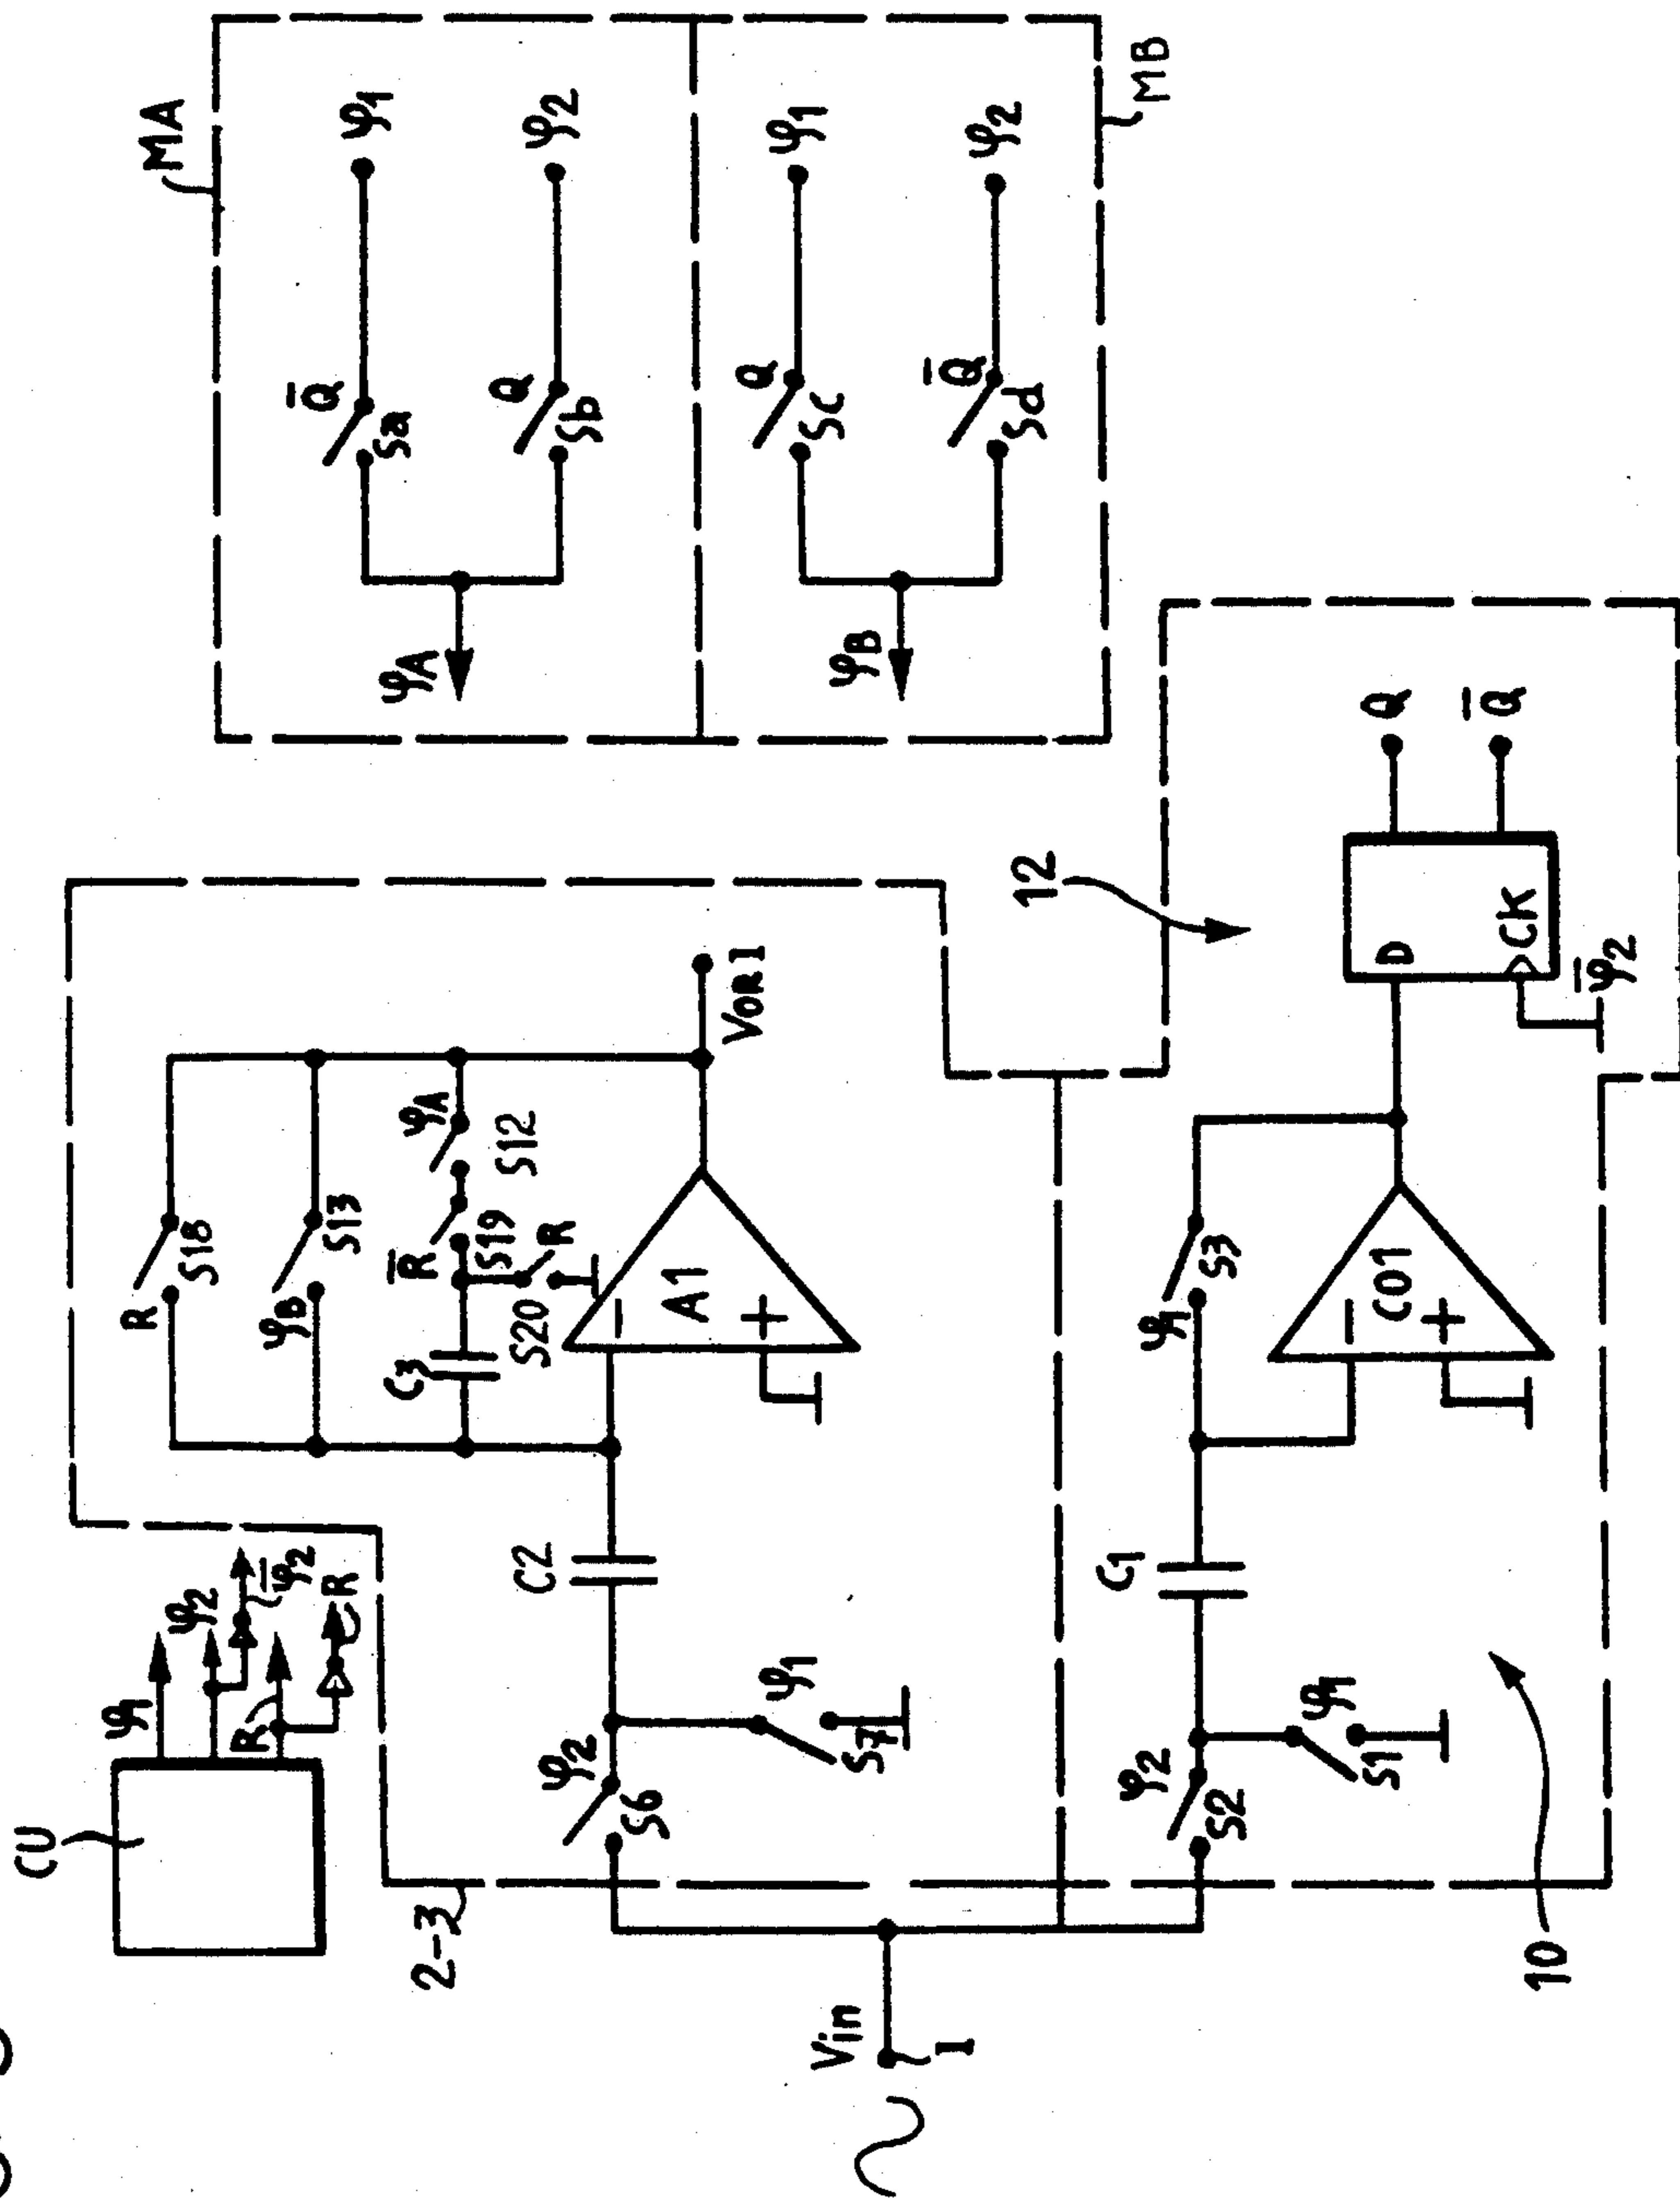 CU
φ1
φ2
φ̅2
R
R
2-3
R
S18
φB
S13
C3
R̅
S19
φA
S12
S20
R
C2
A1
−
+
VOR1
φ2
S6
φ1
S7
Vin
I
φ2
S2
φ1
S1
C1
φ1
S3
CO1
−
+
10
12
D
CK
φ̅2
Q
Q̅
MA
φA
Q̅
Sa
φ1
Q
Sb
φ2
MB
φB
Q
Sc
φ1
Q̅
Sd
φ2